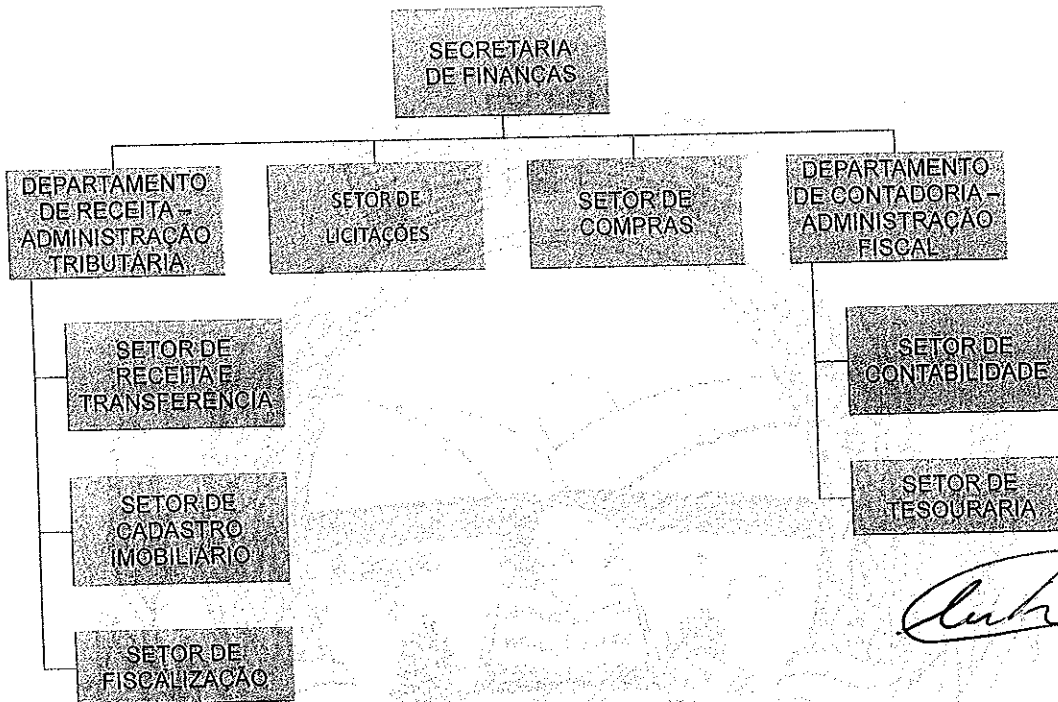 SECRETARIA
DE FINANÇAS
DEPARTAMENTO
DE RECEITA –
ADMINISTRAÇÃO
TRIBUTÁRIA
SETOR DE
LICITAÇÕES
SETOR DE
COMPRAS
DEPARTAMENTO
DE CONTADORIA –
ADMINISTRAÇÃO
FISCAL
SETOR DE
RECEITA E
TRANSFERÊNCIA
SETOR DE
CADASTRO
IMOBILIÁRIO
SETOR DE
FISCALIZAÇÃO
SETOR DE
CONTABILIDADE
SETOR DE
TESOURARIA